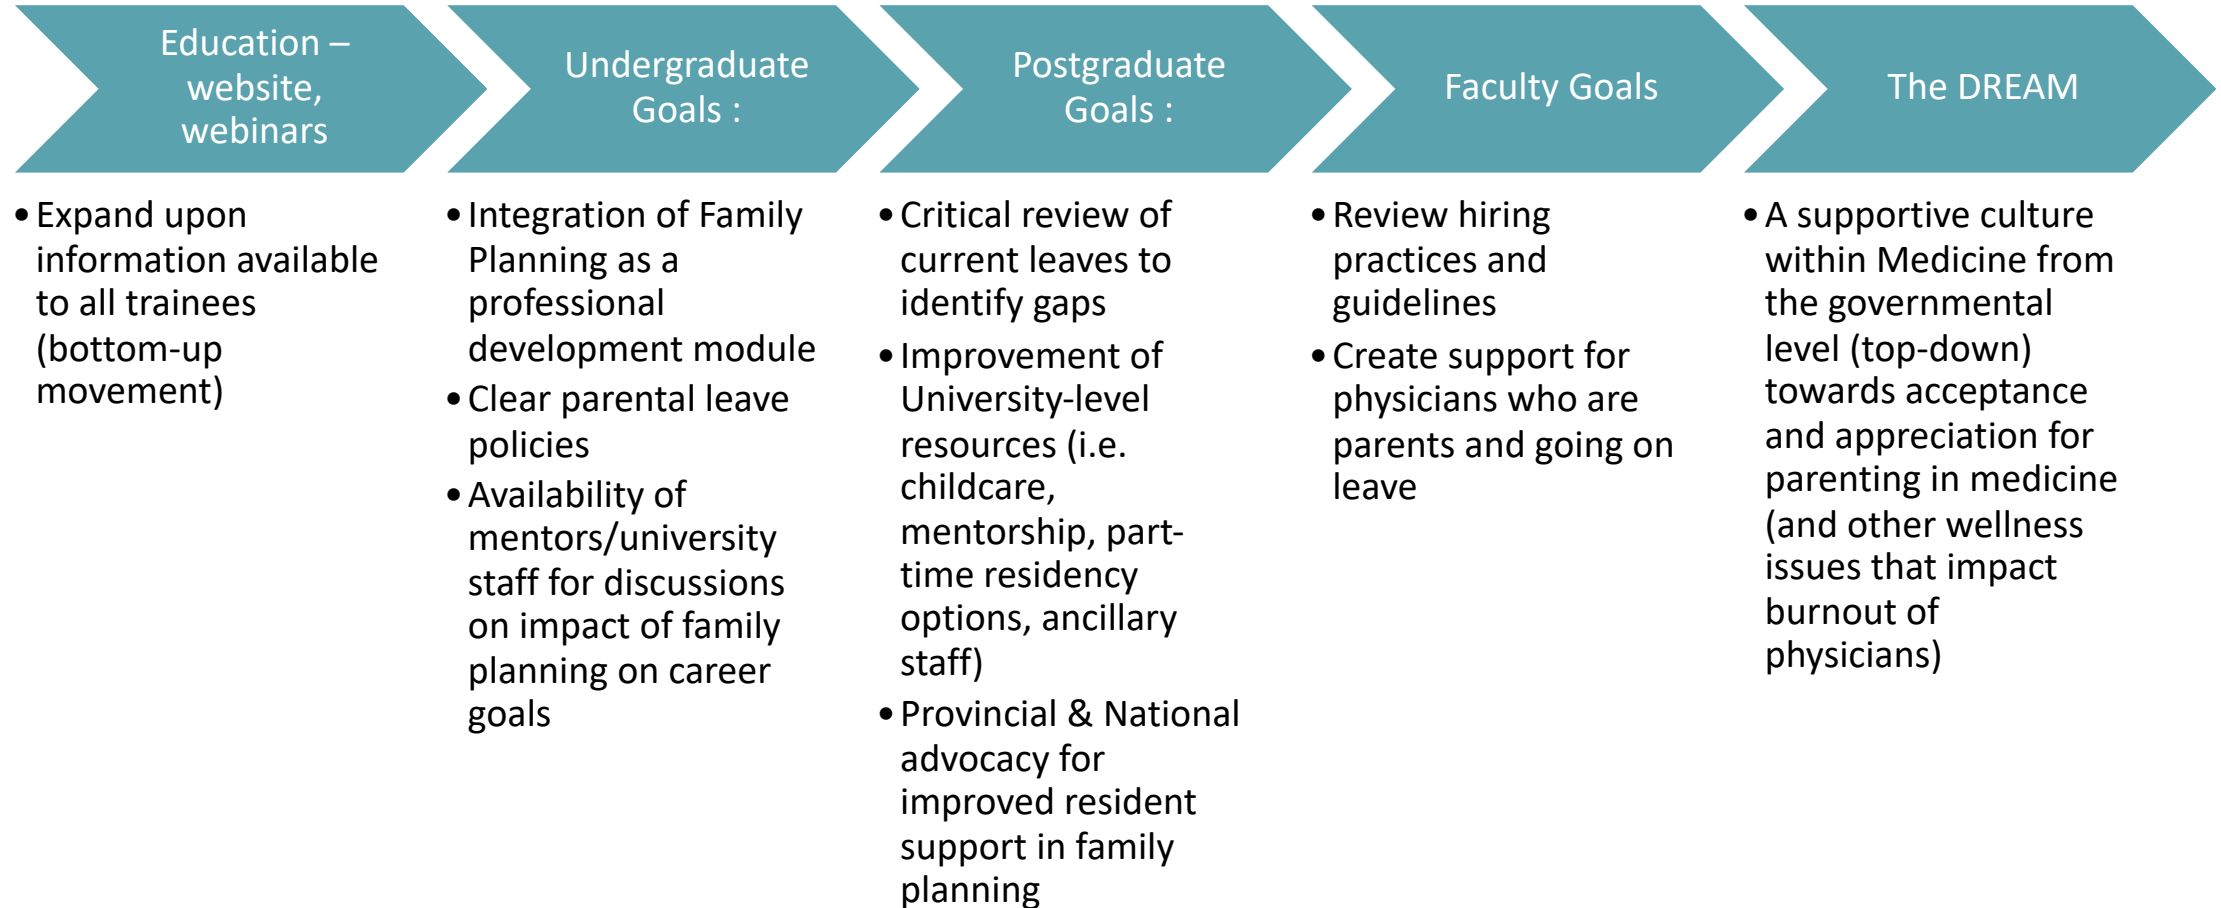 Education –
website,
webinars
•Expand upon
information available
to all trainees
(bottom-up
movement)
Undergraduate
Goals :
•Integration of Family
Planning as a
professional
development module
•Clear parental leave
policies
•Availability of
mentors/university
staff for discussions
on impact of family
planning on career
goals
Postgraduate
Goals :
•Critical review of
current leaves to
identify gaps
•Improvement of
University-level
resources (i.e.
childcare,
mentorship, part-
time residency
options, ancillary
staff)
•Provincial & National
advocacy for
improved resident
support in family
planning
Faculty Goals
•Review hiring
practices and
guidelines
•Create support for
physicians who are
parents and going on
leave
The DREAM
•A supportive culture
within Medicine from
the governmental
level (top-down)
towards acceptance
and appreciation for
parenting in medicine
(and other wellness
issues that impact
burnout of
physicians)